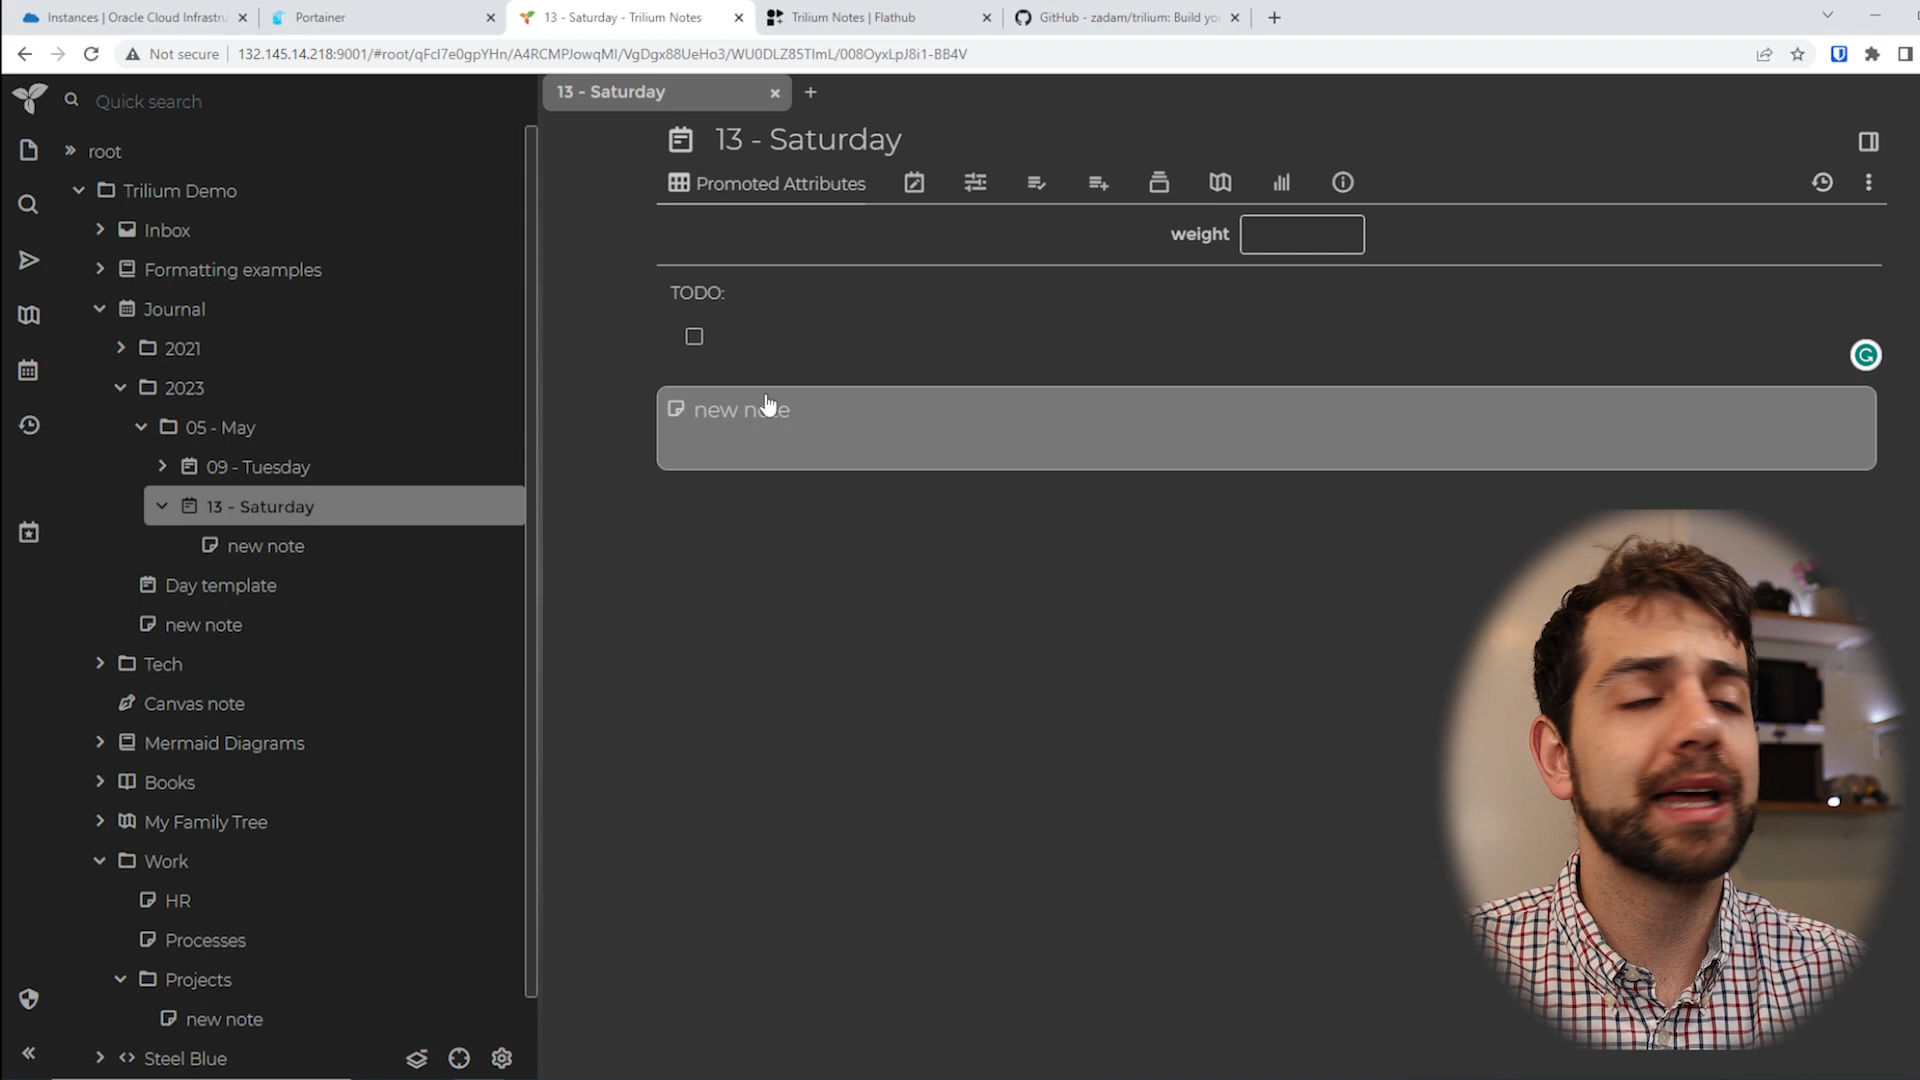 Instances | Oracle Cloud Infrastru
Portainer
13 - Saturday - Trilium Notes
Trilium Notes | Flathub
GitHub - zadam/trilium: Build yo
Not secure
132.145.14.218:9001/#root/qFcI7e0gpYHn/A4RCMPJowqMI/VgDgx88UeHo3/WU0DLZ85TImL/008OyxLpJ8i1-BB4V
Quick search
root
Trilium Demo
Inbox
Formatting examples
Journal
2021
2023
05 - May
09 - Tuesday
13 - Saturday
new note
Day template
new note
Tech
Canvas note
Mermaid Diagrams
Books
My Family Tree
Work
HR
Processes
Projects
new note
Steel Blue
13 - Saturday
13 - Saturday
Promoted Attributes
weight
TODO:
new note